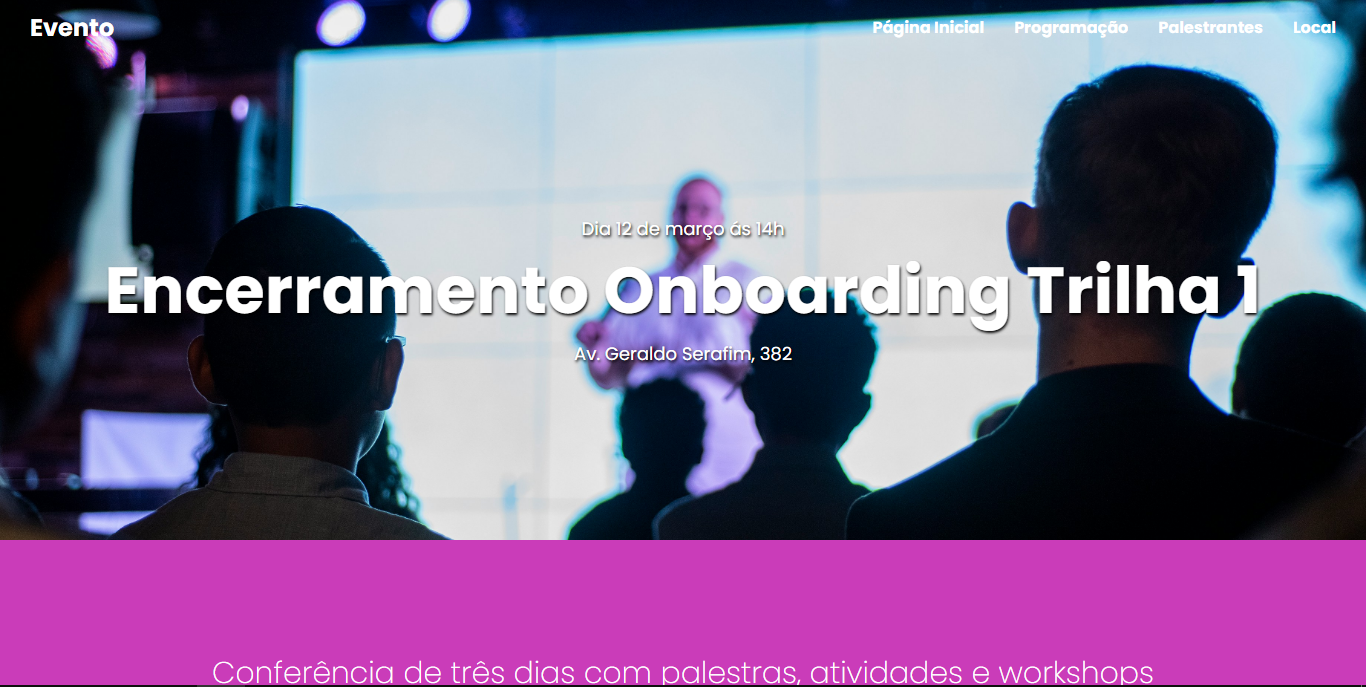 Evento
Página Inicial Programação Palestrantes Local
Dia 12 de março ás 14h
Encerramento Onboarding Trilha 1
Av. Geraldo Serafim, 382
Conferência de três dias com palestras, atividades e workshops